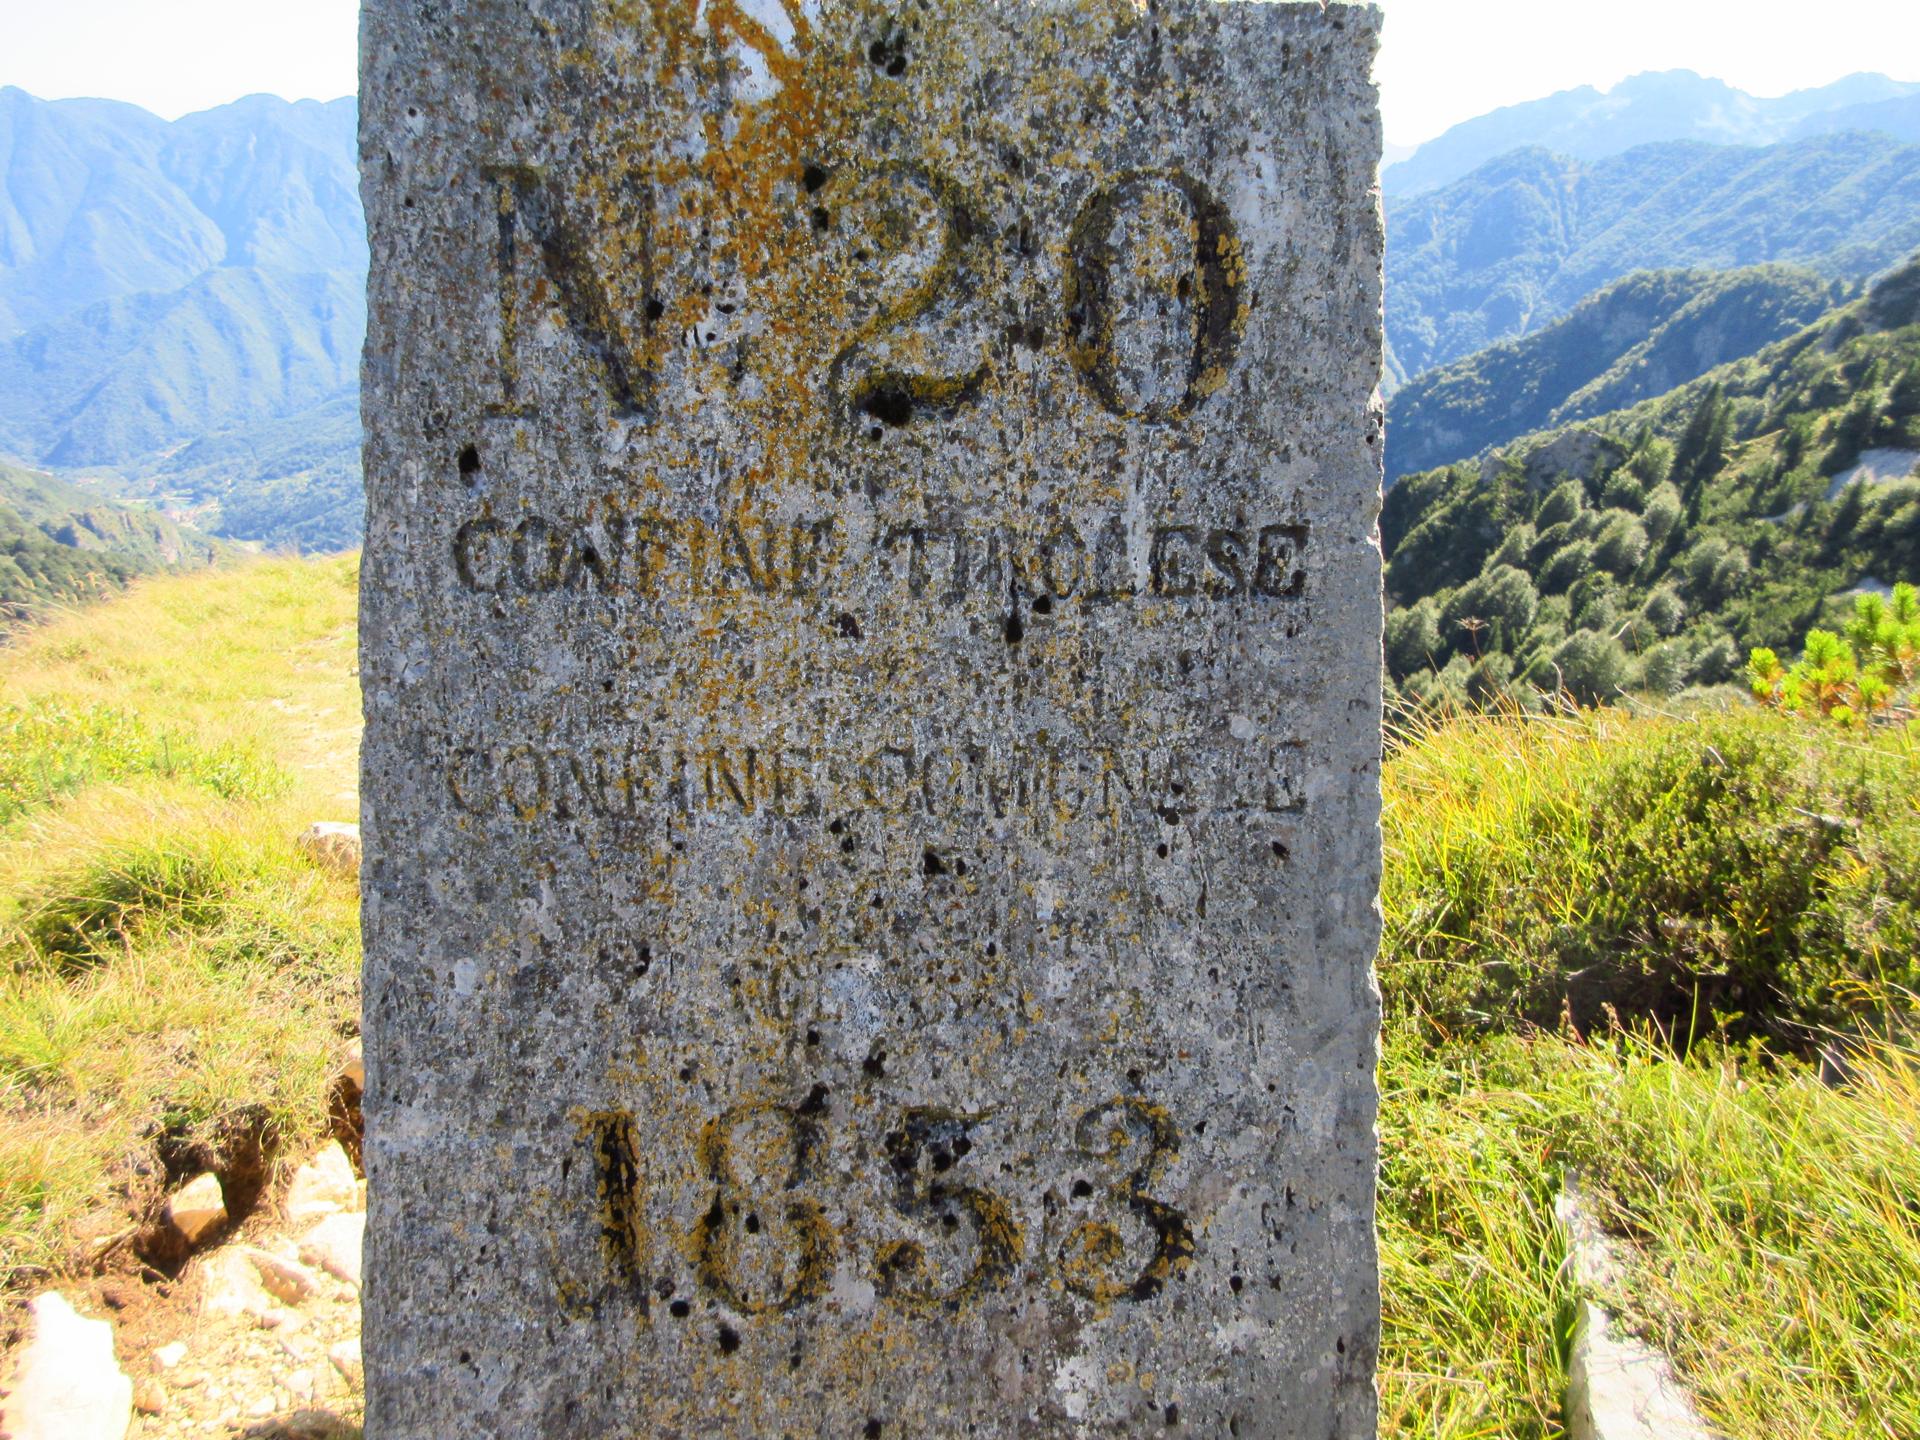 N. 20
CONFINE TIROLESE
CONFINE COMUNALE
1853